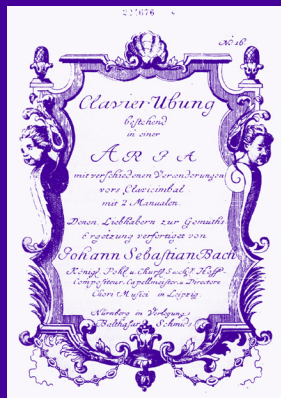 No: 16
Clavier Ubung
bestehend
in einer
ARIA
mit verschiedenen Verænderungen
vors Clavicimbal
mit 2 Manualen.
Denen Liebhabern zur Gemüths-
Ergetzung verfertiget von
Johann Sebastian Bach
Königl. Pohl. u. Churfl. Sæchs. Hoff-
Compositeur, Capellmeister, u. Directore
Chori Musici in Leipzig.
Nürnberg in Verlegung
Balthasar Schmids